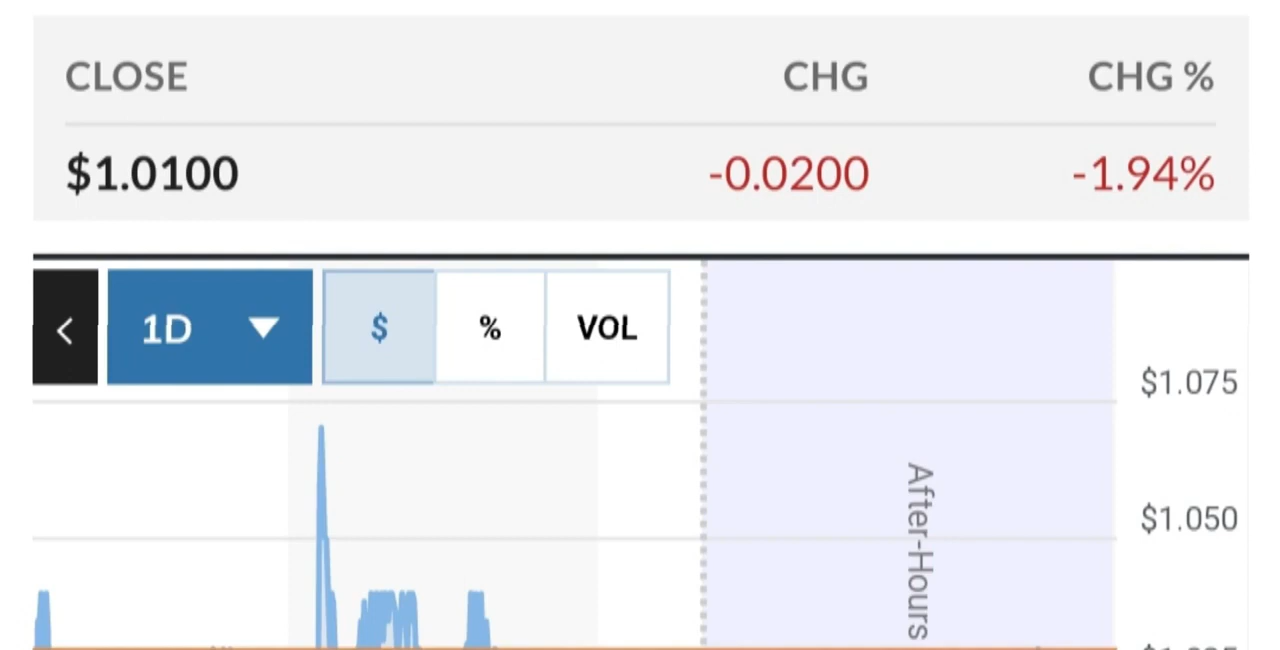 CLOSE CHG CHG %
$1.0100 -0.0200 -1.94%
1D $ % VOL
$1.075
$1.050
After-Hours